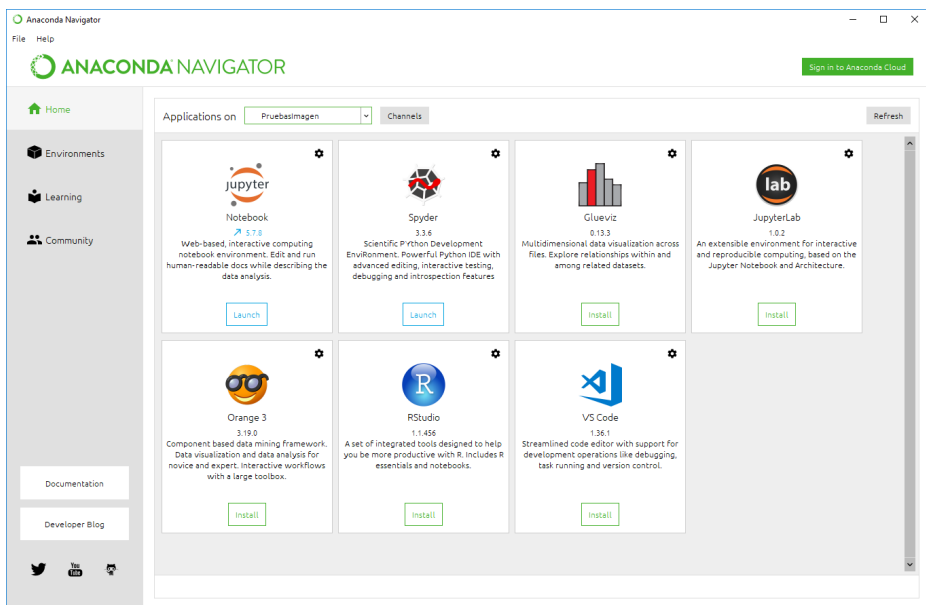 Anaconda Navigator
File Help
ANACONDA NAVIGATOR
Sign in to Anaconda Cloud
Home
Environments
Learning
Community
Documentation
Developer Blog
You
Tube
Applications on PruebasImagen Channels Refresh
jupyter
Notebook
5.7.8
Web-based, interactive computing
notebook environment. Edit and run
human-readable docs while describing the
data analysis.
Launch
Spyder
3.3.6
Scientific PYthon Development
EnviRonment. Powerful Python IDE with
advanced editing, interactive testing,
debugging and introspection features
Launch
Glueviz
0.13.3
Multidimensional data visualization across
files. Explore relationships within and
among related datasets.
Install
lab
JupyterLab
1.0.2
An extensible environment for interactive
and reproducible computing, based on the
Jupyter Notebook and Architecture.
Install
Orange 3
3.19.0
Component based data mining framework.
Data visualization and data analysis for
novice and expert. Interactive workflows
with a large toolbox.
Install
R
RStudio
1.1.456
A set of integrated tools designed to help
you be more productive with R. Includes R
essentials and notebooks.
Install
VS Code
1.36.1
Streamlined code editor with support for
development operations like debugging,
task running and version control.
Install